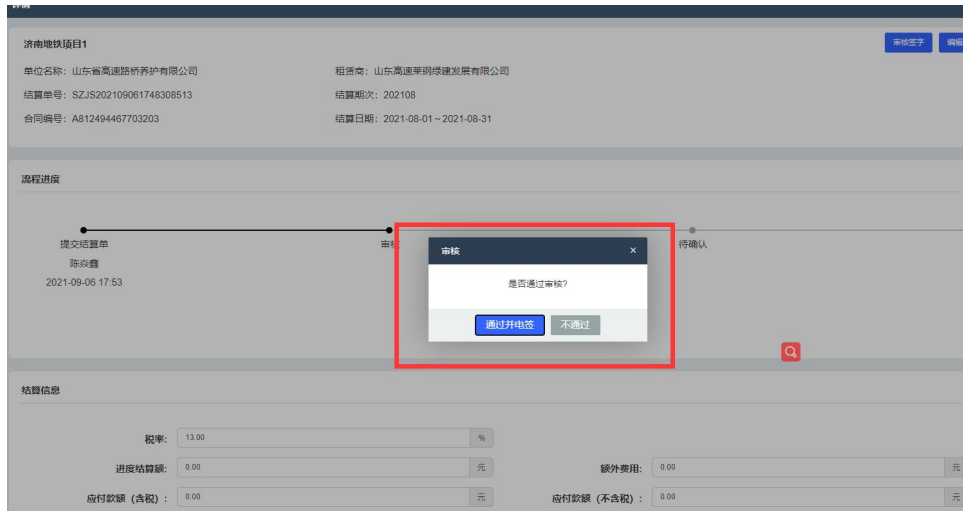 详情
济南地铁项目1
审核签字 编辑
单位名称：山东省高速路桥养护有限公司 租赁商：山东高速莱钢绿建发展有限公司
结算单号：SZJS202109061748308513 结算期次：202108
合同编号：A812494467703203 结算日期：2021-08-01～2021-08-31
流程进度
提交结算单 审核 待确认
陈焱鑫
2021-09-06 17:53
审核 ×
是否通过审核?
通过并电签 不通过
结算信息
税率: 13.00 %
进度结算额: 0.00 元 额外费用: 0.00 元
应付款额（含税）: 0.00 元 应付款额（不含税）: 0.00 元